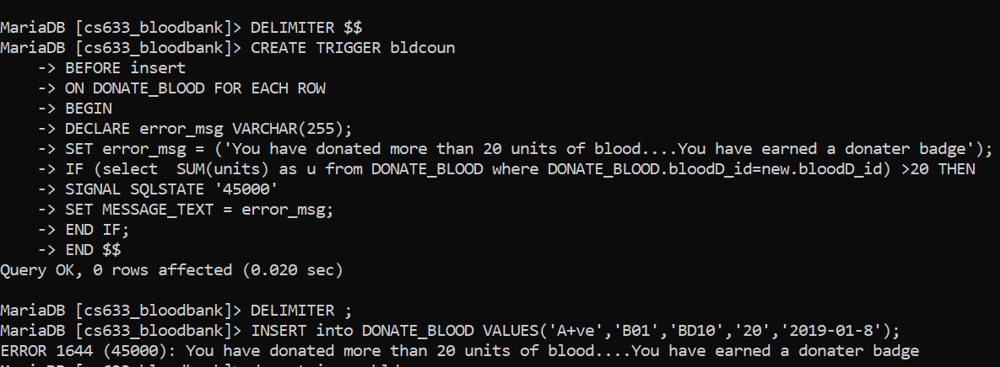 MariaDB [cs633_bloodbank]> DELIMITER $$
MariaDB [cs633_bloodbank]> CREATE TRIGGER bldcoun
    -> BEFORE insert
    -> ON DONATE_BLOOD FOR EACH ROW
    -> BEGIN
    -> DECLARE error_msg VARCHAR(255);
    -> SET error_msg = ('You have donated more than 20 units of blood....You have earned a donater badge');
    -> IF (select  SUM(units) as u from DONATE_BLOOD where DONATE_BLOOD.bloodD_id=new.bloodD_id) >20 THEN
    -> SIGNAL SQLSTATE '45000'
    -> SET MESSAGE_TEXT = error_msg;
    -> END IF;
    -> END $$
Query OK, 0 rows affected (0.020 sec)
MariaDB [cs633_bloodbank]> DELIMITER ;
MariaDB [cs633_bloodbank]> INSERT into DONATE_BLOOD VALUES('A+ve','B01','BD10','20','2019-01-8');
ERROR 1644 (45000): You have donated more than 20 units of blood....You have earned a donater badge